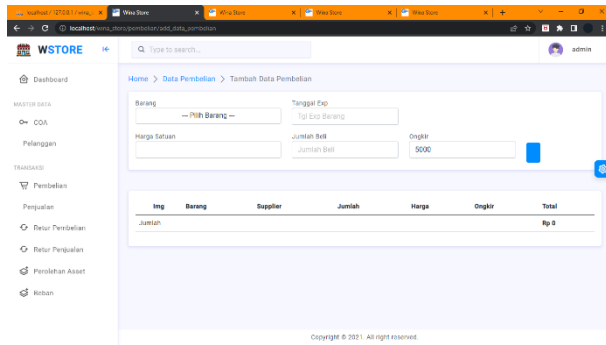 localhost / 127.0.0.1 / wina_
Wina Store
Wina Store
Wina Store
Wina Store
localhost/wina_store/pembelian/add_data_pembelian
WSTORE
Type to search...
admin
Dashboard
MASTER DATA
COA
Pelanggan
TRANSAKSI
Pembelian
Penjualan
Retur Pembelian
Retur Penjualan
Perolehan Asset
Beban
Home > Data Pembelian > Tambah Data Pembelian
Barang
Tanggal Exp
--- Pilih Barang ---
Tgl Exp Barang
Harga Satuan
Jumlah Beli
Ongkir
Jumlah Beli
5000
Img Barang Supplier Jumlah Harga Ongkir Total
Jumlah Rp 0
Copyright © 2021. All right reserved.